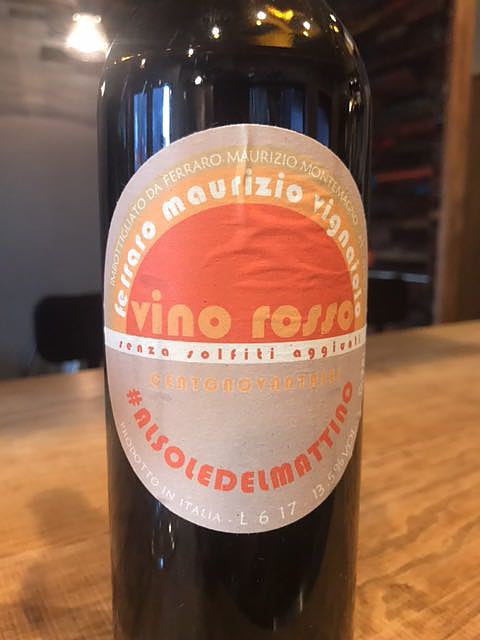 IMBOTTIGLIATO DA FERRARO MAURIZIO MONTEMAGNO
ferraro maurizio vignaiolo
vino rosso
senza solfiti aggiunti
#ALSOLEDELMATTINO
PRODOTTO IN ITALIA - L 6 17 - 13,5%VOL